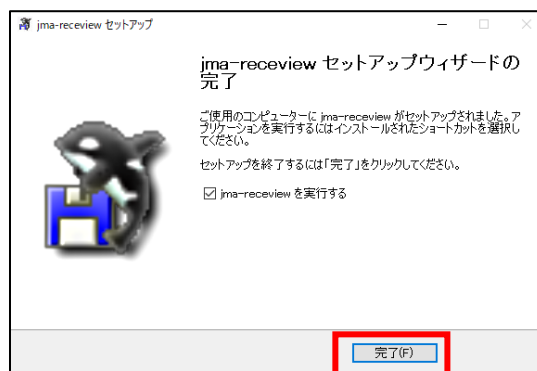 jma-receview セットアップ
jma-receview セットアップウィザードの
完了
ご使用のコンピューターに jma-receview がセットアップされました。ア
プリケーションを実行するにはインストールされたショートカットを選択し
てください。
セットアップを終了するには「完了」をクリックしてください。
jma-receview を実行する
完了(F)